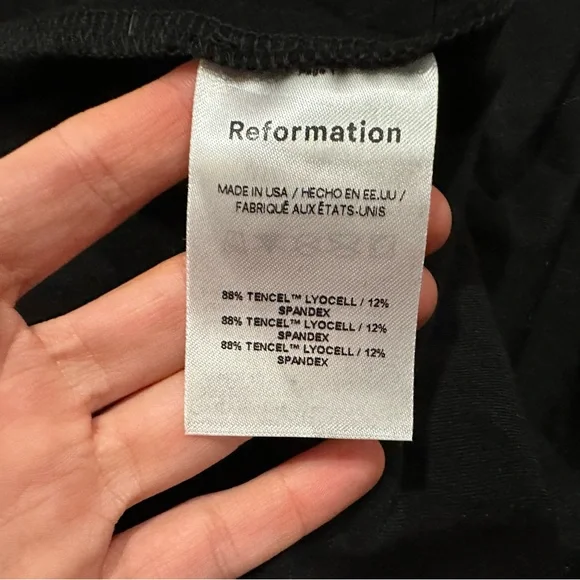 Reformation
MADE IN USA / HECHO EN EE.UU /
FABRIQUÉ AUX ÉTATS-UNIS
88% TENCEL™ LYOCELL / 12%
SPANDEX
88% TENCEL™ LYOCELL / 12%
SPANDEX
88% TENCEL™ LYOCELL / 12%
SPANDEX